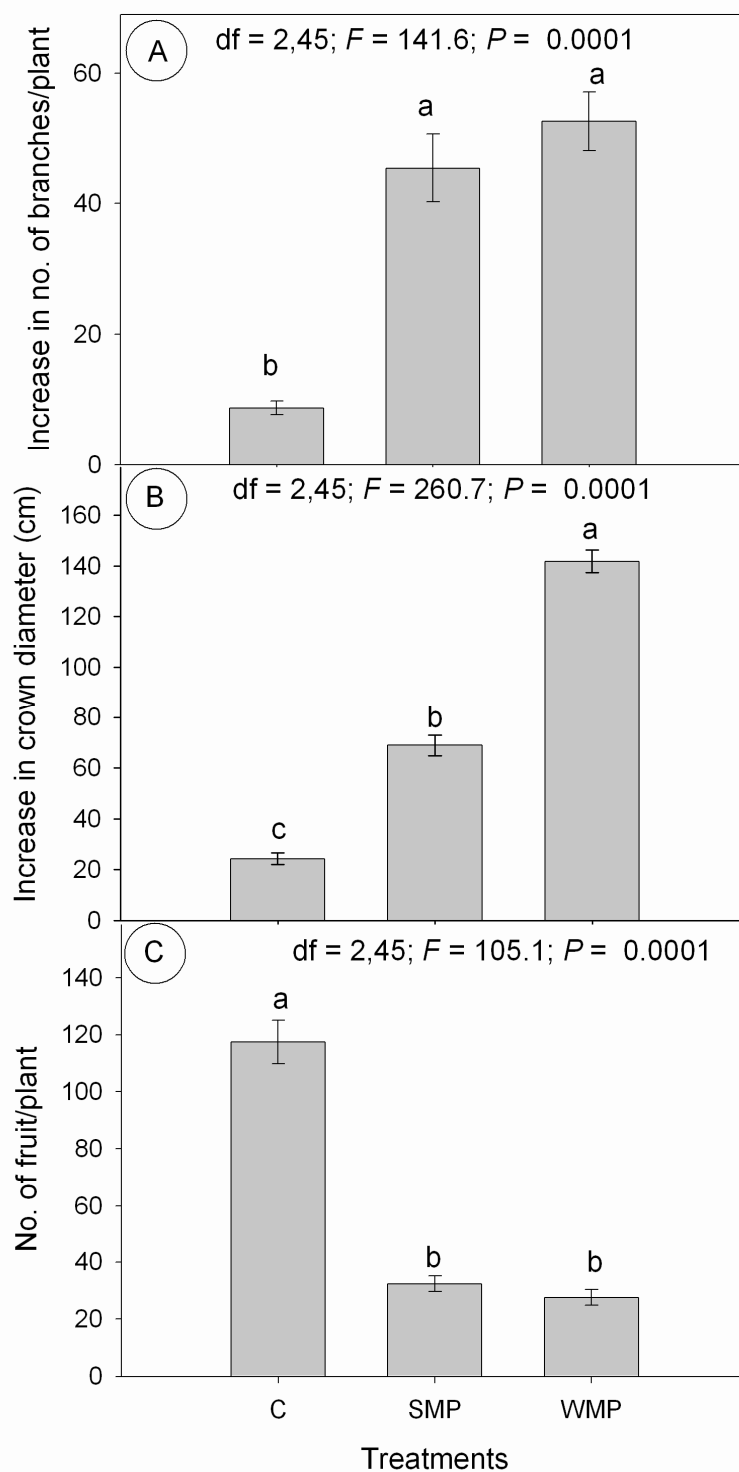 A
df = 2,45; F = 141.6; P = 0.0001
Increase in no. of branches/plant
60
40
20
0
b
a
a
B
df = 2,45; F = 260.7; P = 0.0001
Increase in crown diameter (cm)
160
140
120
100
80
60
40
20
0
c
b
a
C
df = 2,45; F = 105.1; P = 0.0001
No. of fruit/plant
140
120
100
80
60
40
20
0
a
b
b
C SMP WMP
Treatments